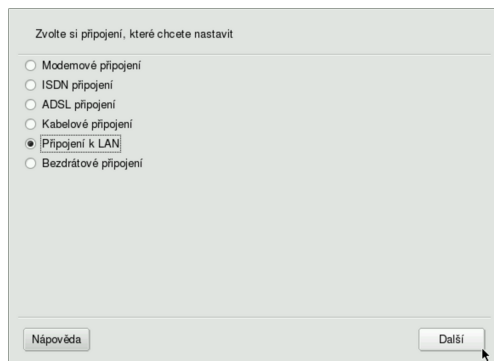 Zvolte si připojení, které chcete nastavit
Modemové připojení
ISDN připojení
ADSL připojení
Kabelové připojení
Připojení k LAN
Bezdrátové připojení
Nápověda
Další